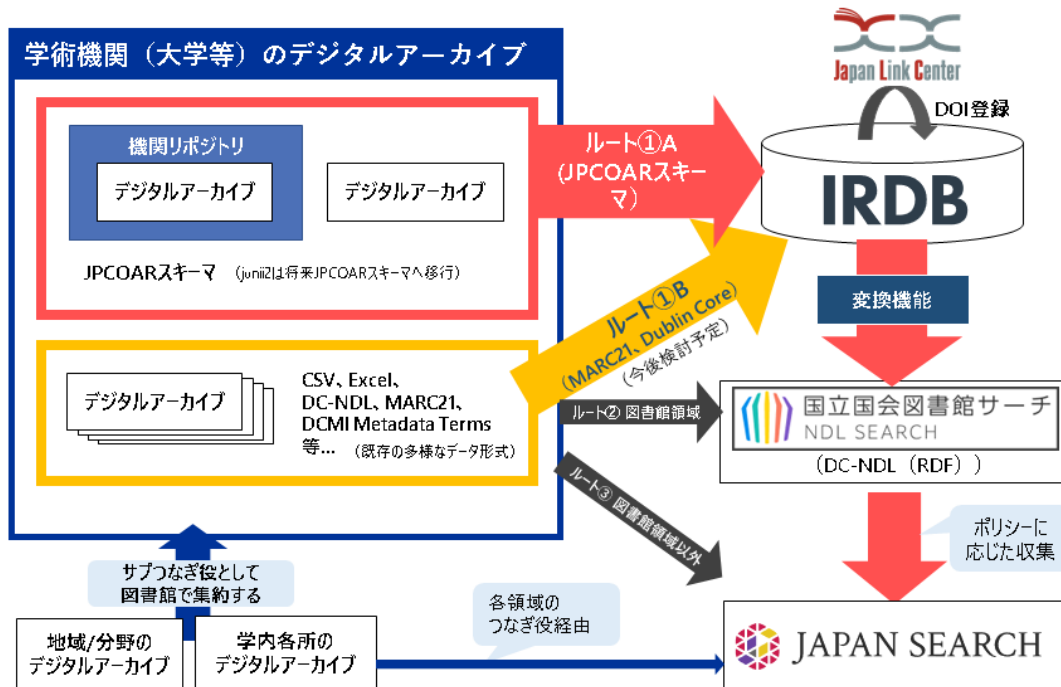 学術機関（大学等）のデジタルアーカイブ
機関リポジトリ
デジタルアーカイブ
デジタルアーカイブ
JPCOARスキーマ （junii2は将来JPCOARスキーマへ移行）
デジタルアーカイブ
CSV、Excel、
DC-NDL、MARC21、
DCMI Metadata Terms
等… （既存の多様なデータ形式）
ルート①A
(JPCOARスキー
マ）
ルート①B
(MARC21、Dublin Core)
(今後検討予定)
ルート② 図書館領域
ルート③ 図書館領域以外
Japan Link Center
DOI登録
IRDB
変換機能
国立国会図書館サーチ
NDL SEARCH
（DC-NDL（RDF））
ポリシーに
応じた収集
サブつなぎ役として
図書館で集約する
地域/分野の
デジタルアーカイブ
学内各所の
デジタルアーカイブ
各領域の
つなぎ役経由
JAPAN SEARCH